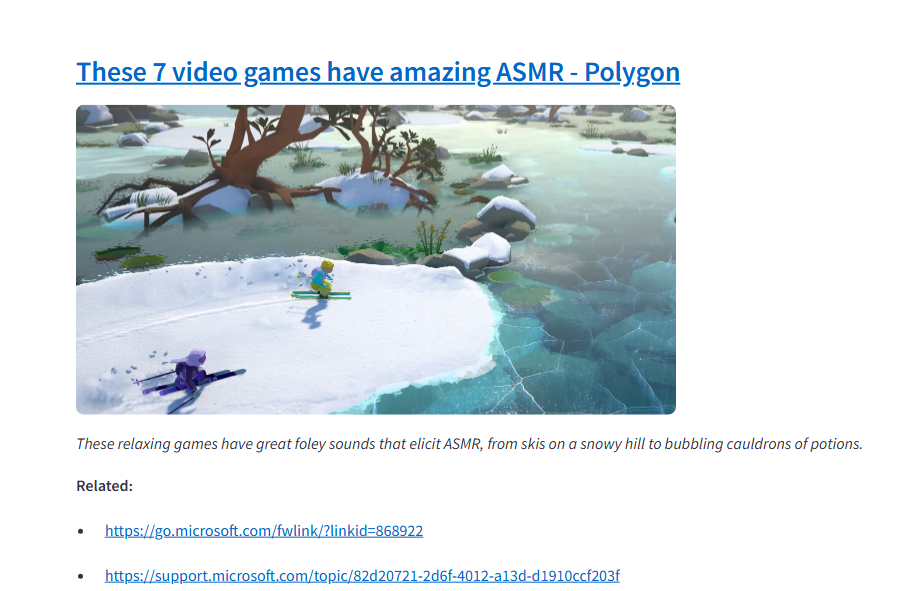 These 7 video games have amazing ASMR - Polygon
These relaxing games have great foley sounds that elicit ASMR, from skis on a snowy hill to bubbling cauldrons of potions.
Related:
https://go.microsoft.com/fwlink/?linkid=868922
https://support.microsoft.com/topic/82d20721-2d6f-4012-a13d-d1910ccf203f